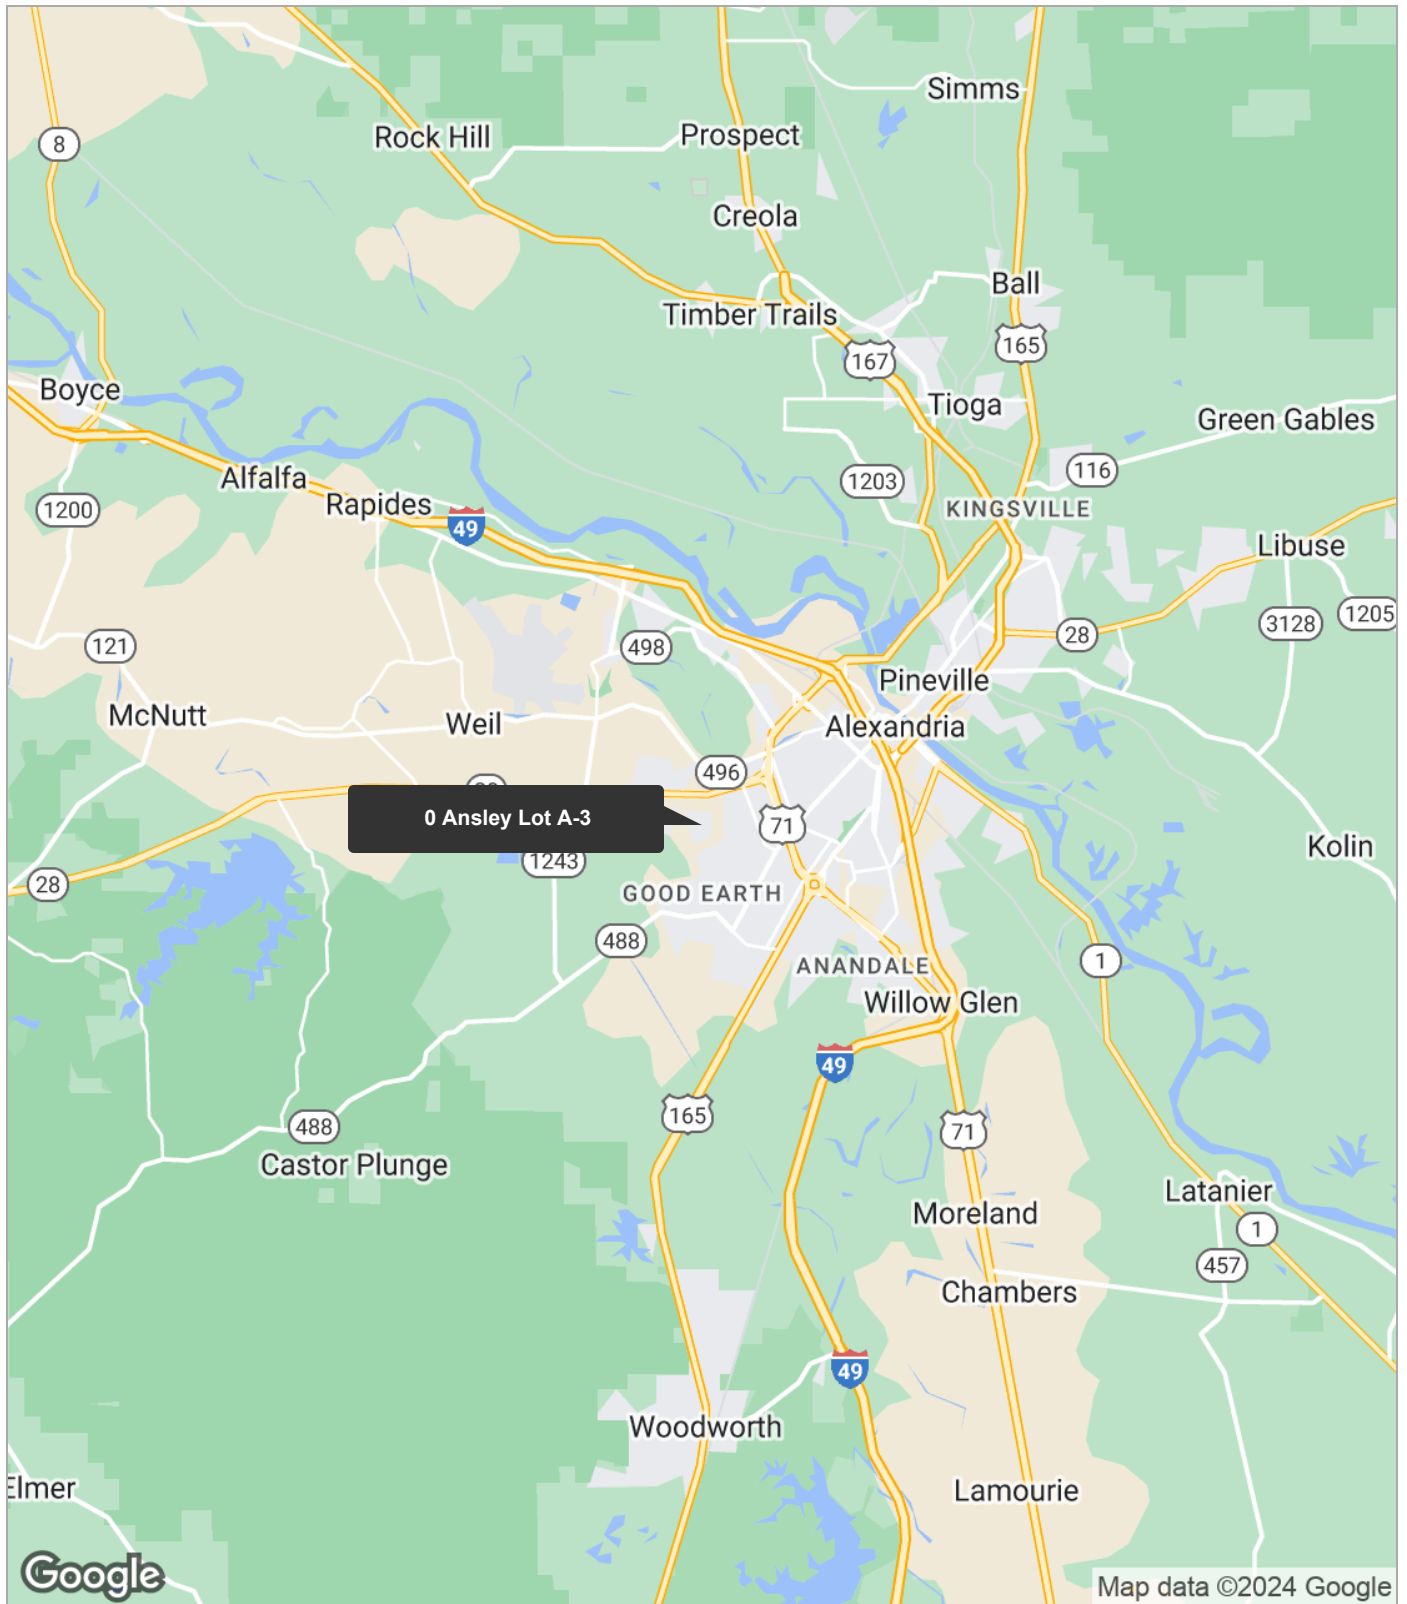 Simms
8
Rock Hill
Prospect
Creola
Ball
Timber Trails
165
167
Boyce
Tioga
Green Gables
116
Alfalfa
1203
Rapides
1200
KINGSVILLE
49
Libuse
1205
3128
28
121
498
Pineville
McNutt
Weil
Alexandria
496
0 Ansley Lot A-3
71
Kolin
1243
28
GOOD EARTH
488
1
ANANDALE
Willow Glen
49
165
488
71
Castor Plunge
Latanier
Moreland
1
457
Chambers
49
Woodworth
Elmer
Lamourie
Google
Map data ©2024 Google